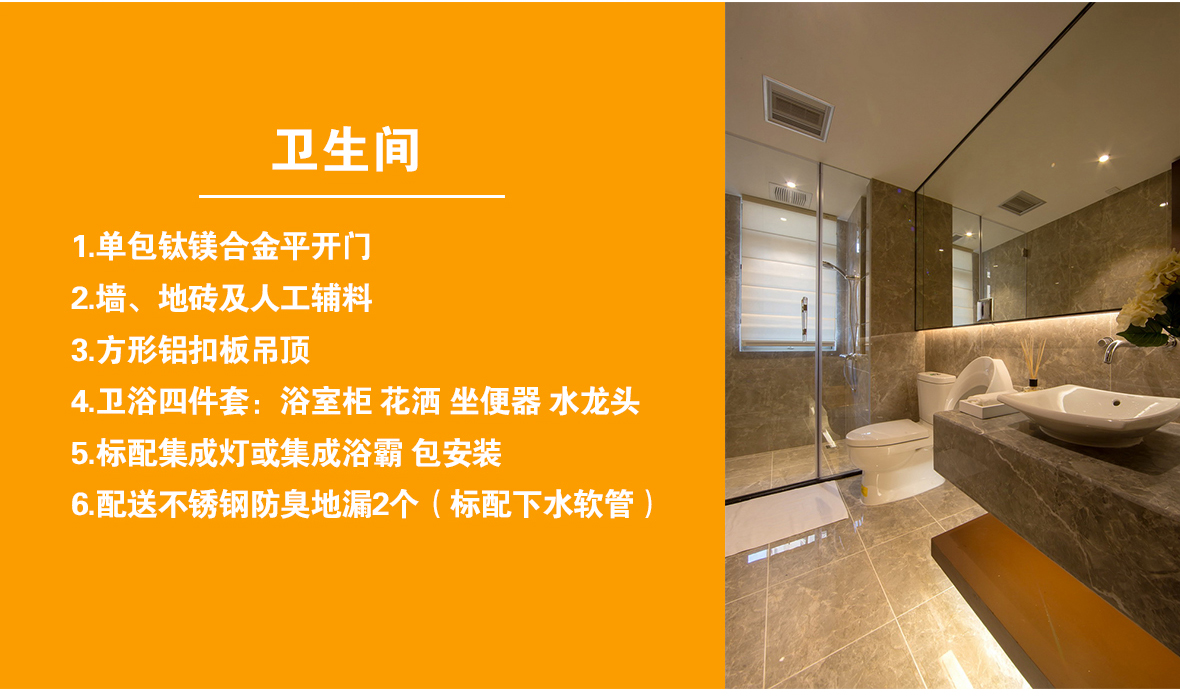 卫生间
1.单包钛镁合金平开门
2.墙、地砖及人工辅料
3.方形铝扣板吊顶
4.卫浴四件套：浴室柜 花洒 坐便器 水龙头
5.标配集成灯或集成浴霸 包安装
6.配送不锈钢防臭地漏2个（标配下水软管）